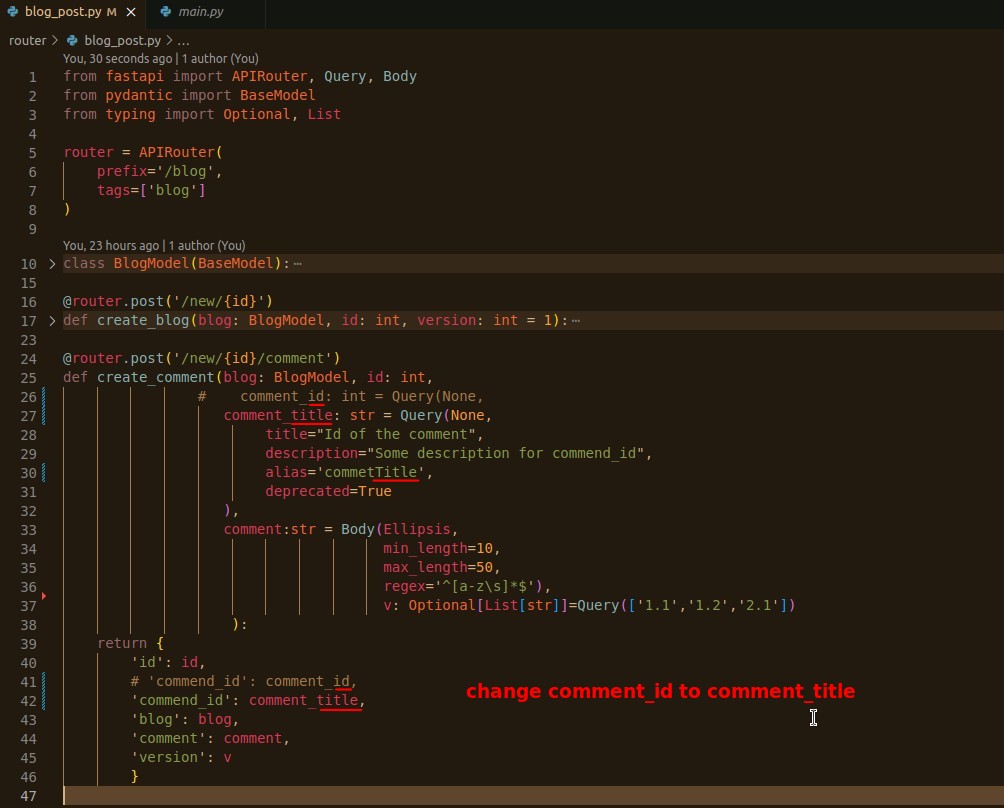 blog_post.py M ×
main.py
router > blog_post.py > ...
You, 30 seconds ago | 1 author (You)
1 from fastapi import APIRouter, Query, Body
2 from pydantic import BaseModel
3 from typing import Optional, List
4
5 router = APIRouter(
6     prefix='/blog',
7     tags=['blog']
8 )
9
You, 23 hours ago | 1 author (You)
10 > class BlogModel(BaseModel): ⋯
15
16 @router.post('/new/{id}')
17 > def create_blog(blog: BlogModel, id: int, version: int = 1): ⋯
23
24 @router.post('/new/{id}/comment')
25 def create_comment(blog: BlogModel, id: int,
26                 #    comment_id: int = Query(None,
27                    comment_title: str = Query(None,
28                         title="Id of the comment",
29                         description="Some description for commend_id",
30                         alias='commetTitle',
31                         deprecated=True
32                    ),
33                    comment:str = Body(Ellipsis,
34                                       min_length=10,
35                                       max_length=50,
36                                       regex='^[a-z\s]*$'),
37                                       v: Optional[List[str]]=Query(['1.1','1.2','2.1'])
38                     ):
39     return {
40         'id': id,
41         # 'commend_id': comment_id,
42         'commend_id': comment_title,
change comment_id to comment_title
43         'blog': blog,
44         'comment': comment,
45         'version': v
46         }
47